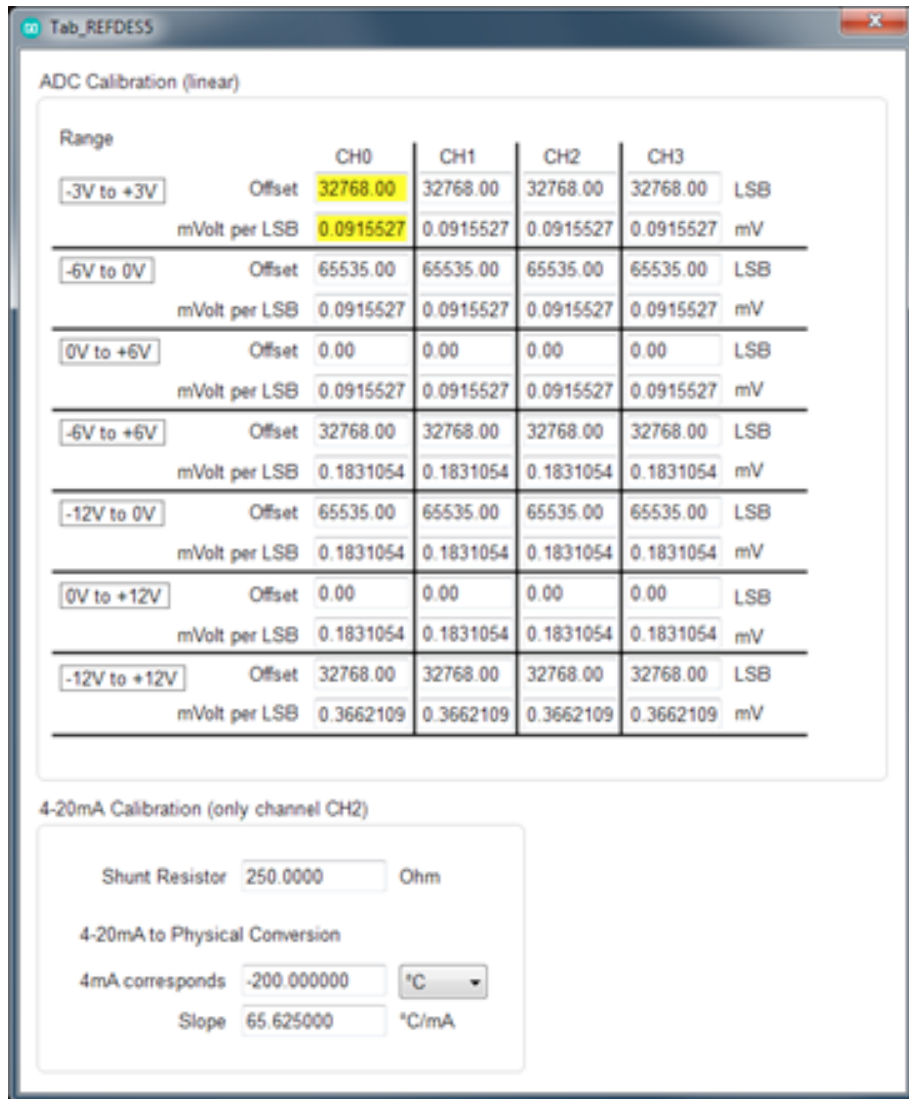 GO Tab_REFDES5
ADC Calibration (linear)
Range
CH0 CH1 CH2 CH3
-3V to +3V Offset 32768.00 32768.00 32768.00 32768.00 LSB
mVolt per LSB 0.0915527 0.0915527 0.0915527 0.0915527 mV
-6V to 0V Offset 65535.00 65535.00 65535.00 65535.00 LSB
mVolt per LSB 0.0915527 0.0915527 0.0915527 0.0915527 mV
0V to +6V Offset 0.00 0.00 0.00 0.00 LSB
mVolt per LSB 0.0915527 0.0915527 0.0915527 0.0915527 mV
-6V to +6V Offset 32768.00 32768.00 32768.00 32768.00 LSB
mVolt per LSB 0.1831054 0.1831054 0.1831054 0.1831054 mV
-12V to 0V Offset 65535.00 65535.00 65535.00 65535.00 LSB
mVolt per LSB 0.1831054 0.1831054 0.1831054 0.1831054 mV
0V to +12V Offset 0.00 0.00 0.00 0.00 LSB
mVolt per LSB 0.1831054 0.1831054 0.1831054 0.1831054 mV
-12V to +12V Offset 32768.00 32768.00 32768.00 32768.00 LSB
mVolt per LSB 0.3662109 0.3662109 0.3662109 0.3662109 mV
4-20mA Calibration (only channel CH2)
Shunt Resistor 250.0000 Ohm
4-20mA to Physical Conversion
4mA corresponds -200.000000 °C
Slope 65.625000 °C/mA